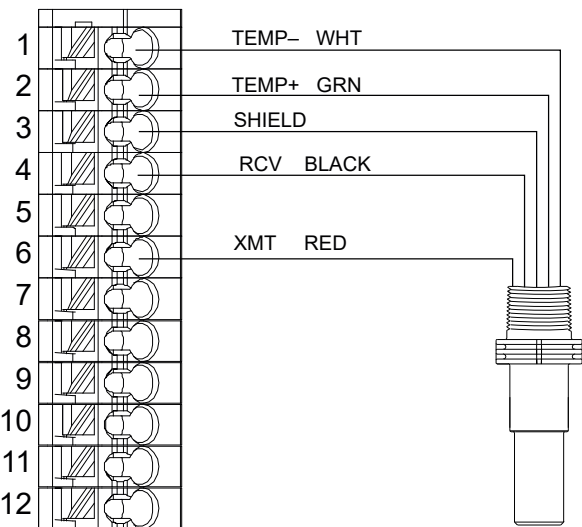 1 TEMP– WHT
2 TEMP+ GRN
3 SHIELD
4 RCV BLACK
5
6 XMT RED
7
8
9
10
11
12